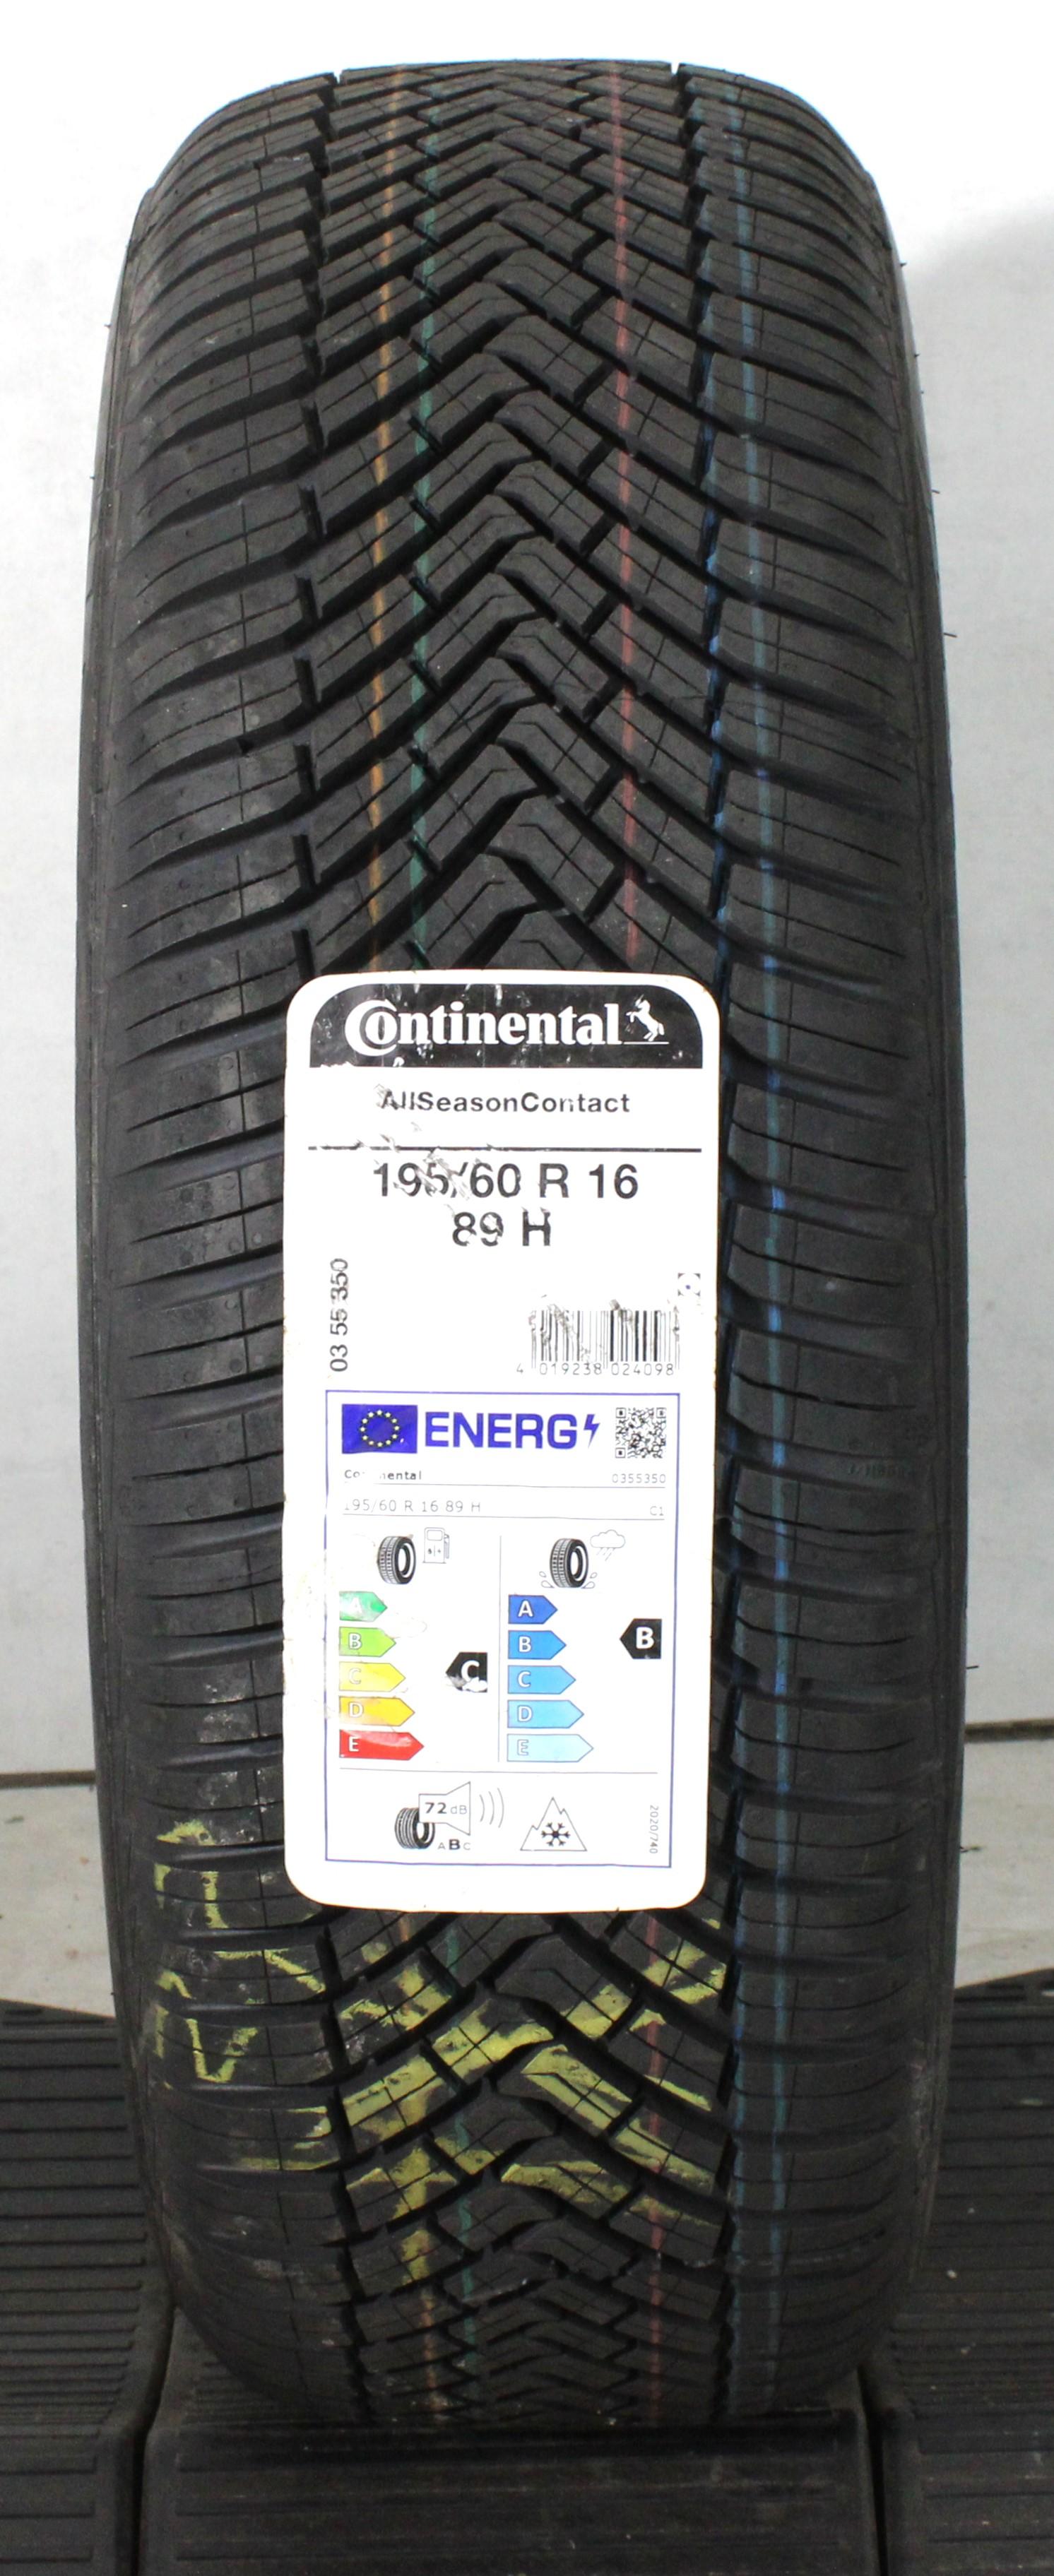 Continental
AllSeasonContact
195/60 R 16
89 H
03 55 350
4 019238 024098
ENERG
Continental 0355350
195/60 R 16 89 H C1
A
B
C
D
E
C
A
B
C
D
E
B
72 dB
ABC
2020/740